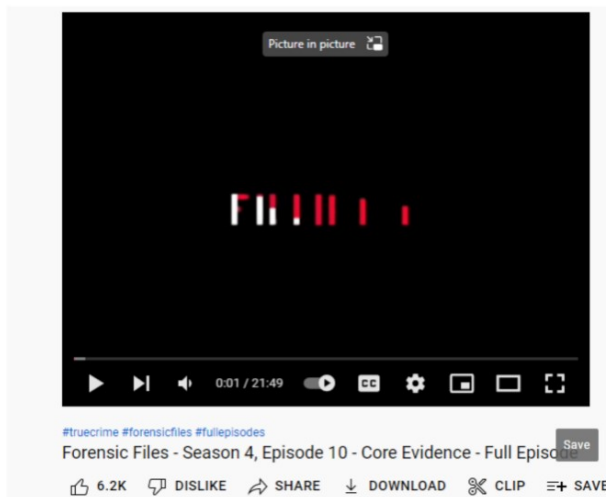 Picture in picture
0:01 / 21:49
CC
#truecrime #forensicfiles #fullepisodes
Forensic Files - Season 4, Episode 10 - Core Evidence - Full Episode
Save
6.2K DISLIKE SHARE DOWNLOAD CLIP SAVE